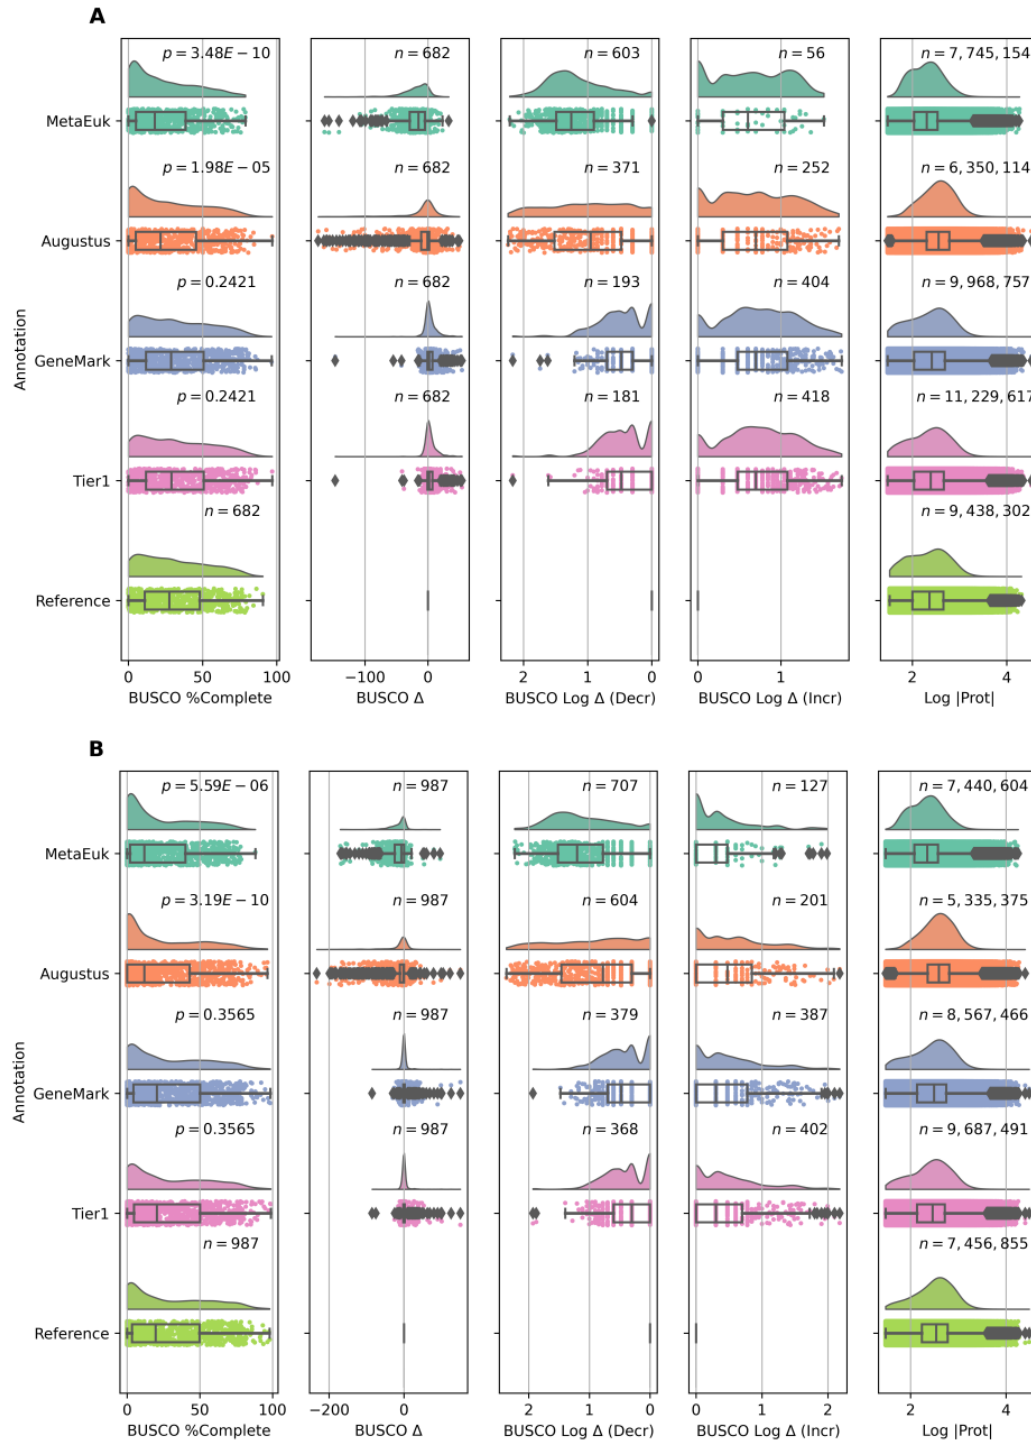 A
p = 3.48E − 10
n = 682
n = 603
n = 56
n = 7, 745, 154
MetaEuk
p = 1.98E − 05
n = 682
n = 371
n = 252
n = 6, 350, 114
Augustus
p = 0.2421
n = 682
n = 193
n = 404
n = 9, 968, 757
GeneMark
p = 0.2421
n = 682
n = 181
n = 418
n = 11, 229, 617
Tier1
n = 682
n = 9, 438, 302
Reference
Annotation
0 50 100
−100 0
2 1 0
0 1
2 4
BUSCO %Complete
BUSCO Δ
BUSCO Log Δ (Decr)
BUSCO Log Δ (Incr)
Log |Prot|
B
p = 5.59E − 06
n = 987
n = 707
n = 127
n = 7, 440, 604
MetaEuk
p = 3.19E − 10
n = 987
n = 604
n = 201
n = 5, 335, 375
Augustus
p = 0.3565
n = 987
n = 379
n = 387
n = 8, 567, 466
GeneMark
p = 0.3565
n = 987
n = 368
n = 402
n = 9, 687, 491
Tier1
n = 987
n = 7, 456, 855
Reference
Annotation
0 50 100
−200 0
2 1 0
0 1 2
2 4
BUSCO %Complete
BUSCO Δ
BUSCO Log Δ (Decr)
BUSCO Log Δ (Incr)
Log |Prot|